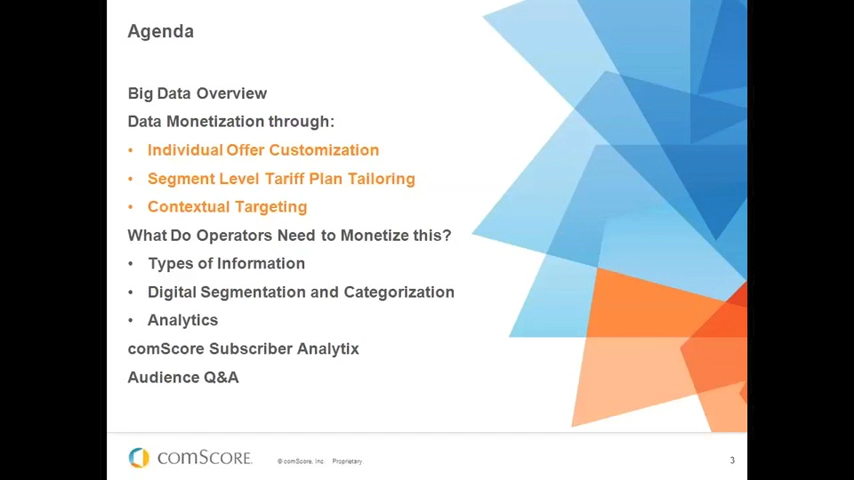 Agenda
Big Data Overview
Data Monetization through:
• Individual Offer Customization
• Segment Level Tariff Plan Tailoring
• Contextual Targeting
What Do Operators Need to Monetize this?
• Types of Information
• Digital Segmentation and Categorization
• Analytics
comScore Subscriber Analytix
Audience Q&A
comScore. © comScore, Inc. Proprietary. 3